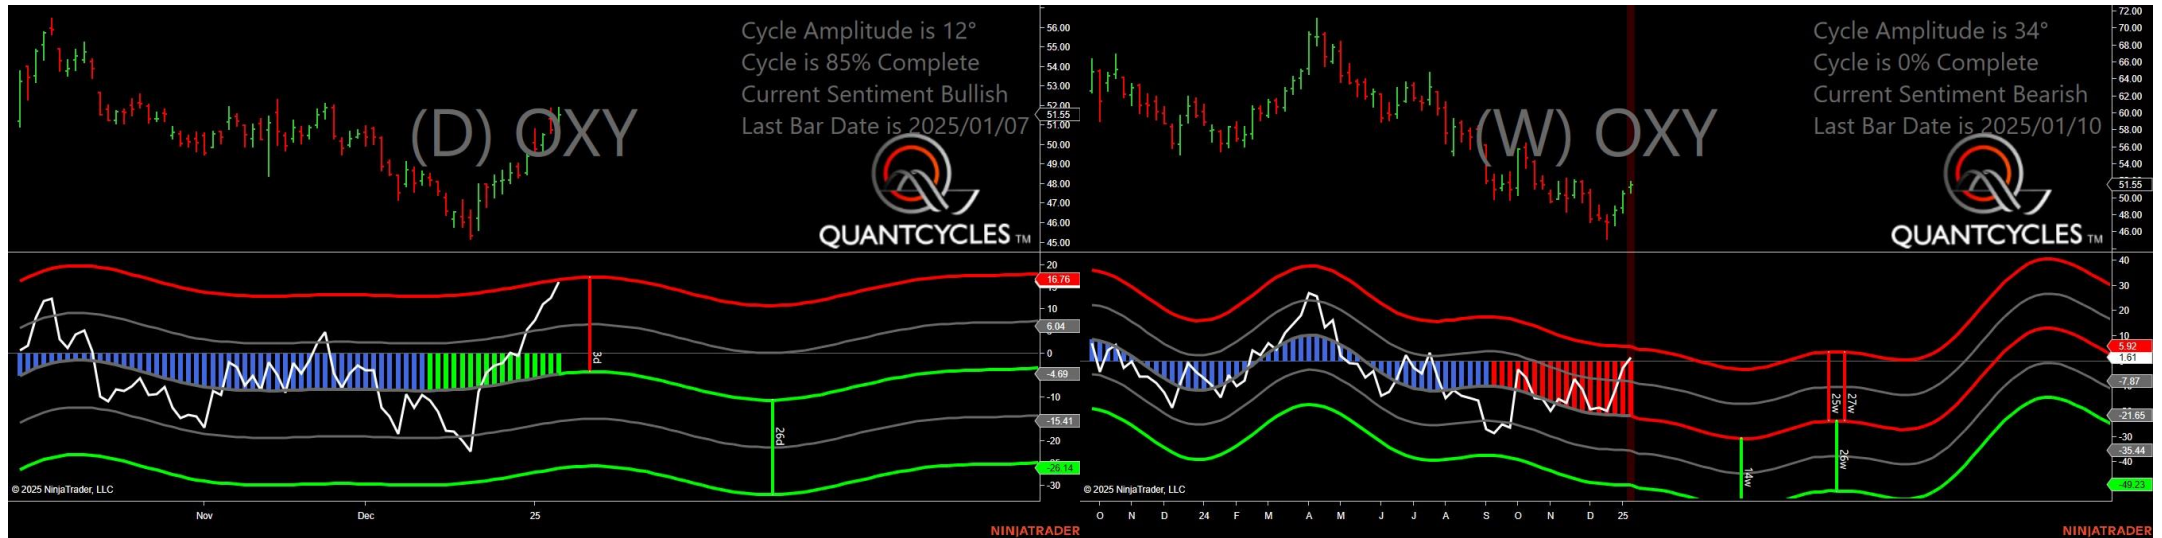 Cycle Amplitude is 12°
Cycle is 85% Complete
Current Sentiment Bullish
Last Bar Date is 2025/01/07
(D) OXY
QUANTCYCLES TM
56.00
54.00
53.00
52.00
51.55
50.00
49.00
48.00
47.00
46.00
45.00
20
16.76
10
6.04
0
-4.69
-10
-15.41
-20
-26.14
-30
3d
26d
© 2025 NinjaTrader, LLC
Nov
Dec
25
NINJATRADER
Cycle Amplitude is 34°
Cycle is 0% Complete
Current Sentiment Bearish
Last Bar Date is 2025/01/10
(W) OXY
QUANTCYCLES TM
72.00
70.00
68.00
66.00
64.00
62.00
60.00
58.00
56.00
54.00
51.55
50.00
48.00
46.00
40
30
20
10
5.92
1.61
-7.87
-21.65
-30
-35.44
-40
-49.23
25w
27w
14w
26w
© 2025 NinjaTrader, LLC
O N D 24 F M A M J J A S O N D 25
NINJATRADER